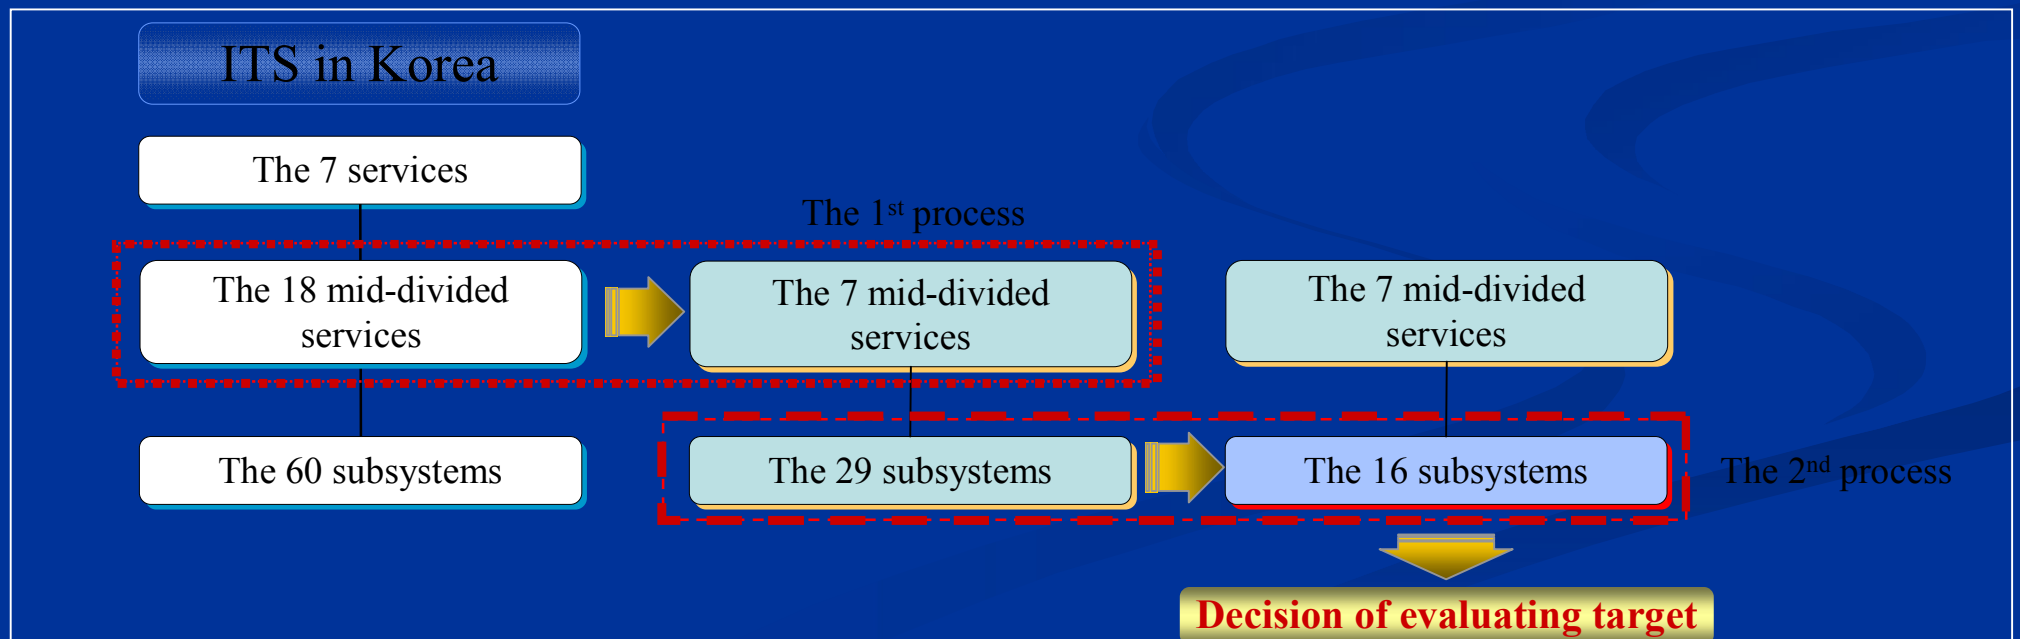 ITS in Korea
The 7 services
The 1st process
The 18 mid-divided
services
The 7 mid-divided
services
The 7 mid-divided
services
The 60 subsystems
The 29 subsystems
The 16 subsystems
The 2nd process
Decision of evaluating target